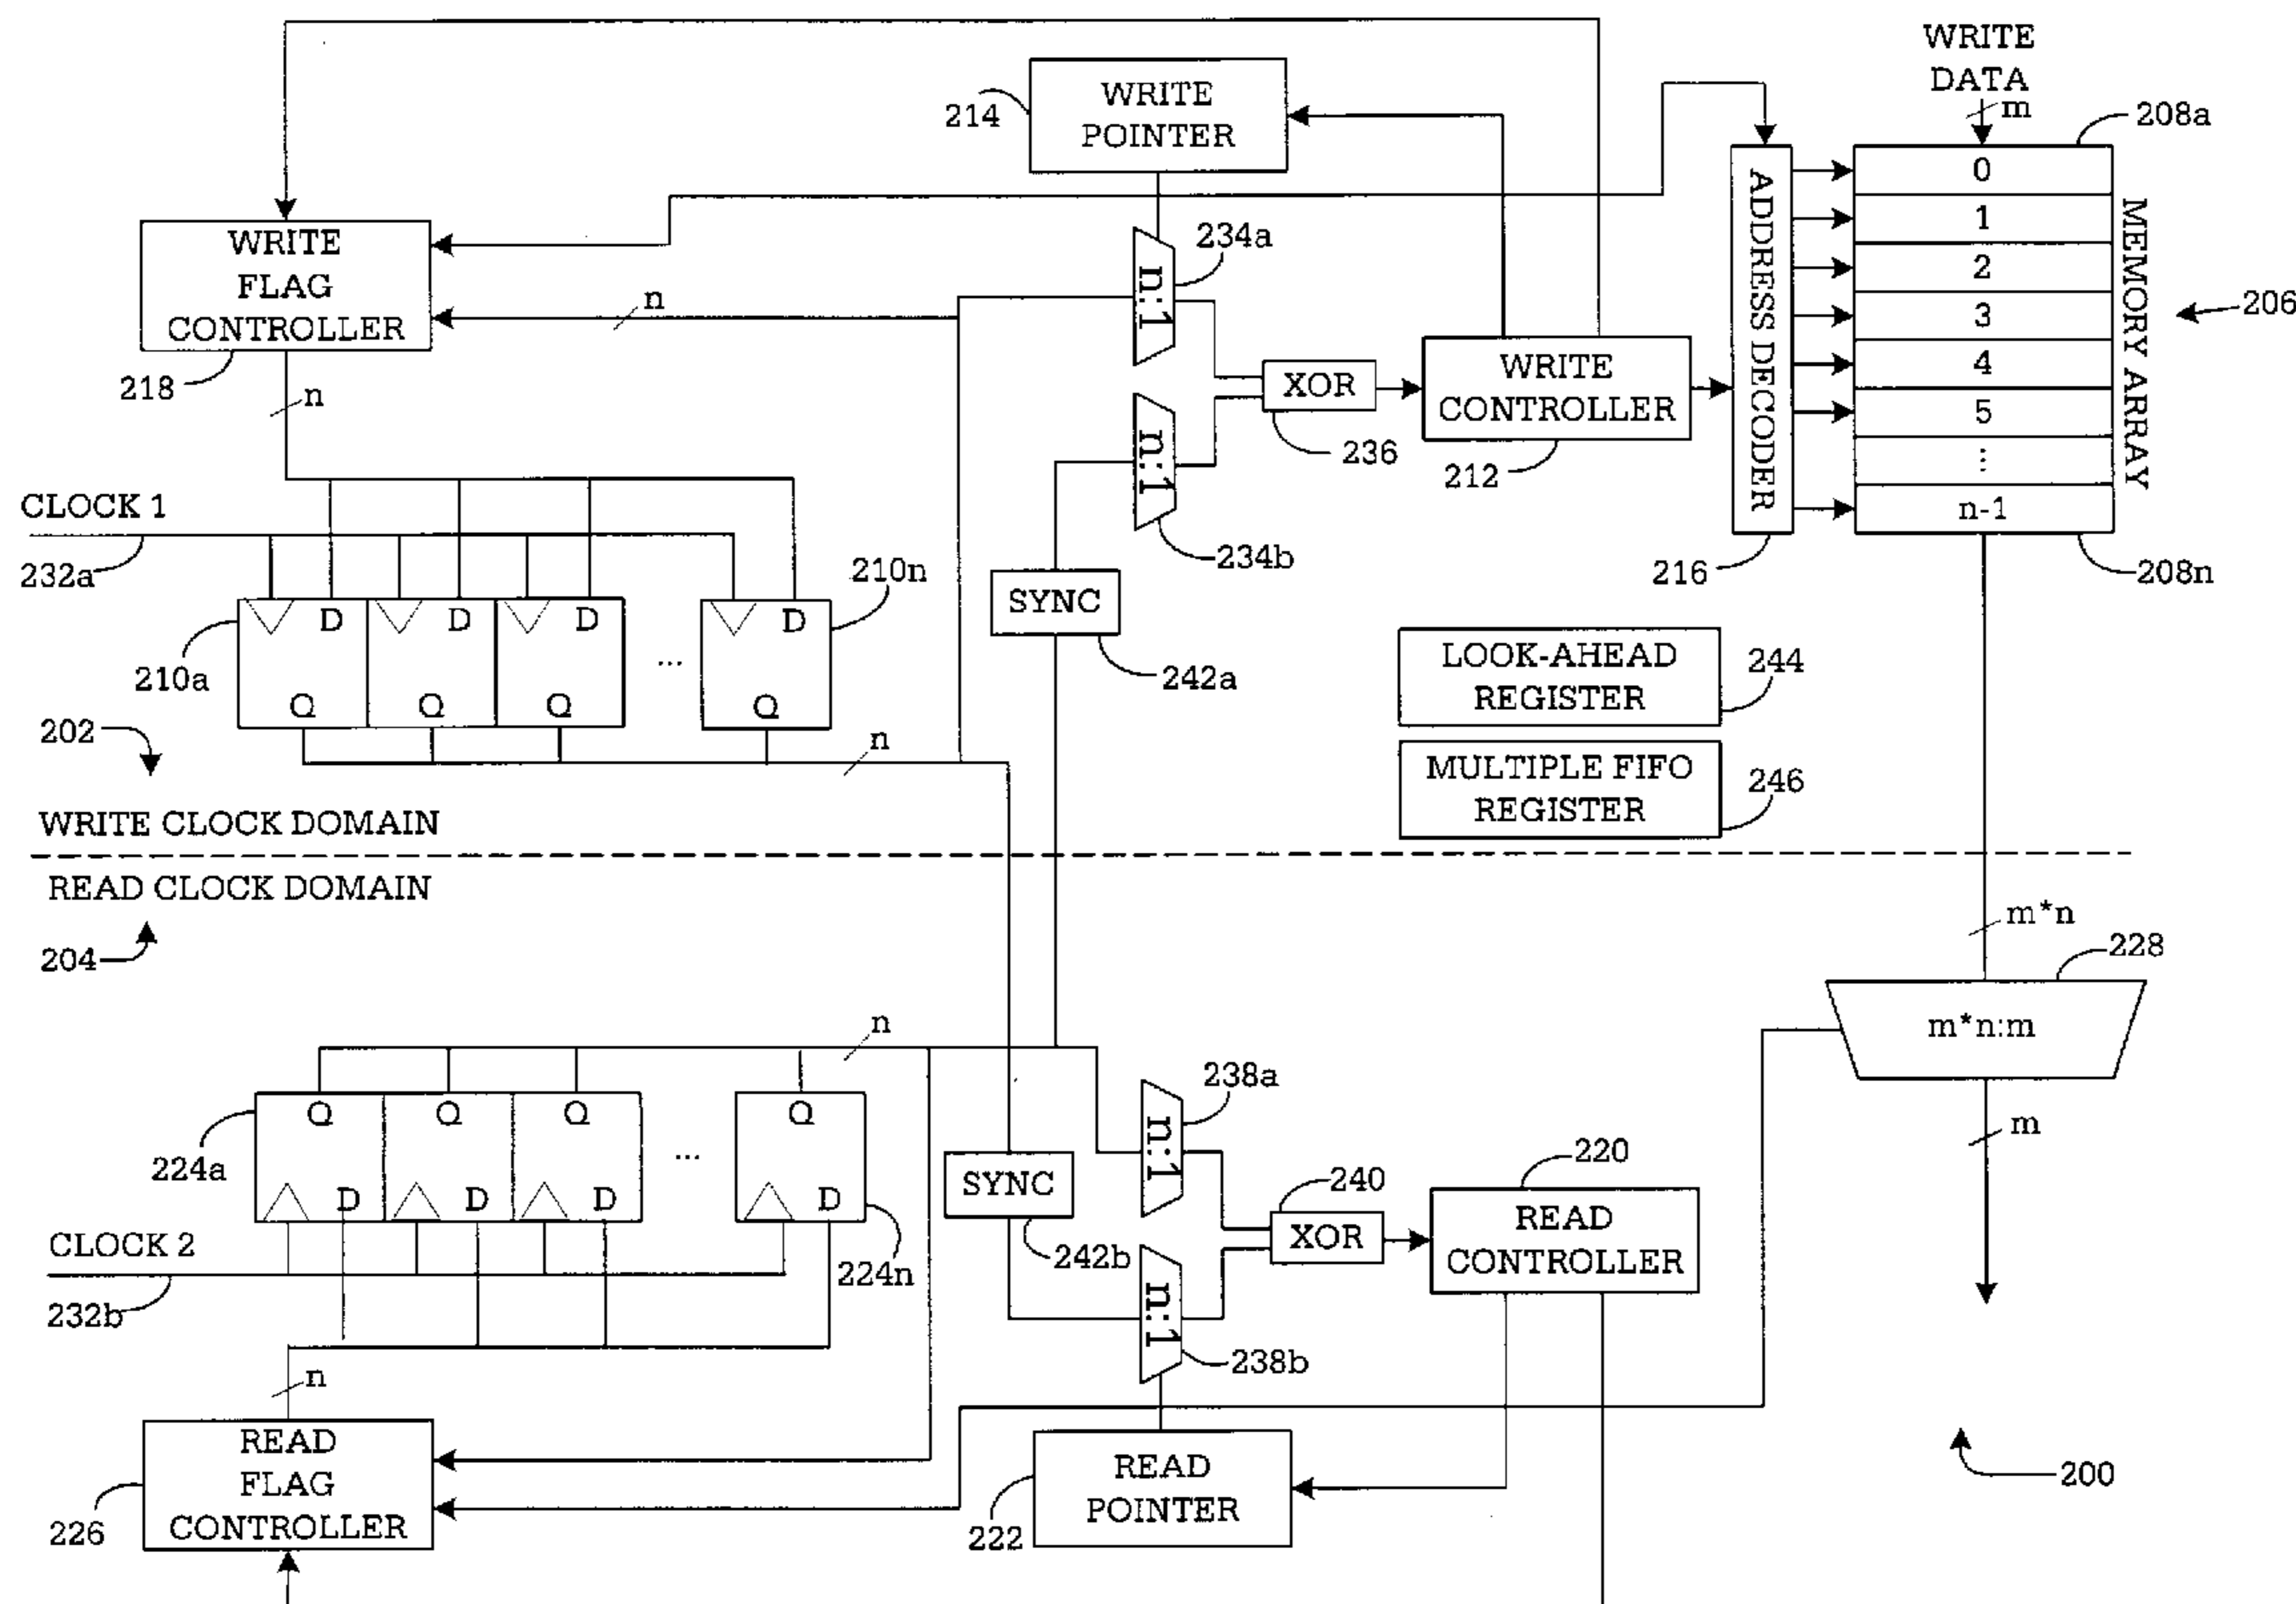 WRITE
DATA
m
208a
WRITE
POINTER
214
0
1
2
3
4
5
⋮
n-1
ADDRESS DECODER
MEMORY ARRAY
206
216
208n
WRITE
FLAG
CONTROLLER
218
n
n
n:1
234a
n:1
234b
XOR
236
WRITE
CONTROLLER
212
CLOCK 1
232a
D
D
D
...
D
Q
Q
Q
Q
210a
210n
n
SYNC
242a
LOOK-AHEAD
REGISTER
244
MULTIPLE FIFO
REGISTER
246
202
WRITE CLOCK DOMAIN
READ CLOCK DOMAIN
204
m*n
228
m*n:m
m
n
Q
Q
Q
...
Q
D
D
D
D
224a
224n
SYNC
242b
n:1
238a
n:1
238b
240
XOR
220
READ
CONTROLLER
CLOCK 2
232b
n
READ
FLAG
CONTROLLER
226
READ
POINTER
222
200